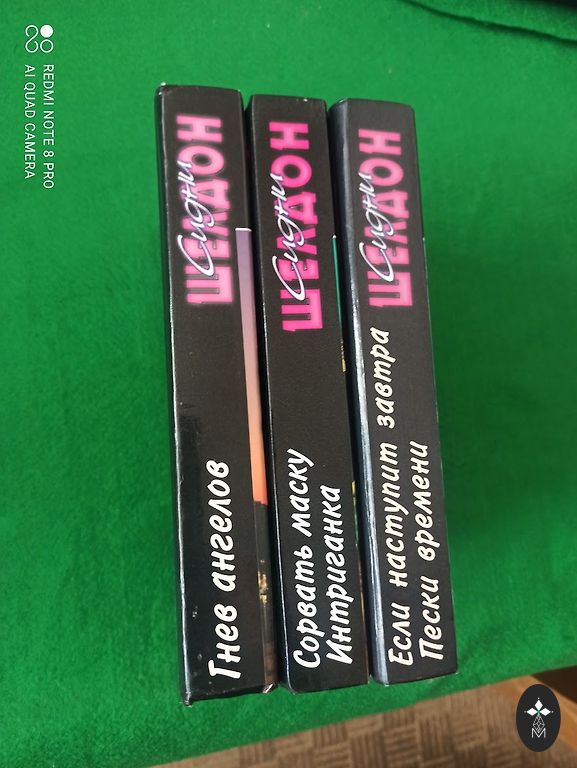 REDMI NOTE 8 PRO
AI QUAD CAMERA
Сидни
ШЕЛДОН
Гнев ангелов
Сидни
ШЕЛДОН
Сорвать маску
Интриганка
Сидни
ШЕЛДОН
Если наступит завтра
Пески времени
M